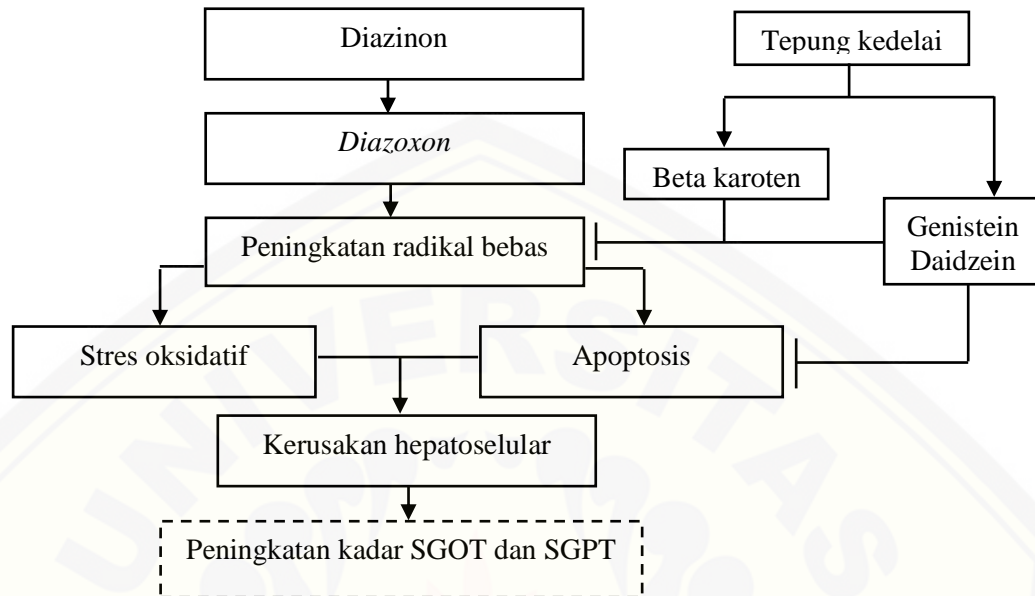 Diazinon
Tepung kedelai
Diazoxon
Beta karoten
Peningkatan radikal bebas
Genistein
Daidzein
Stres oksidatif
Apoptosis
Kerusakan hepatoselular
Peningkatan kadar SGOT dan SGPT
UNIVERSITAS